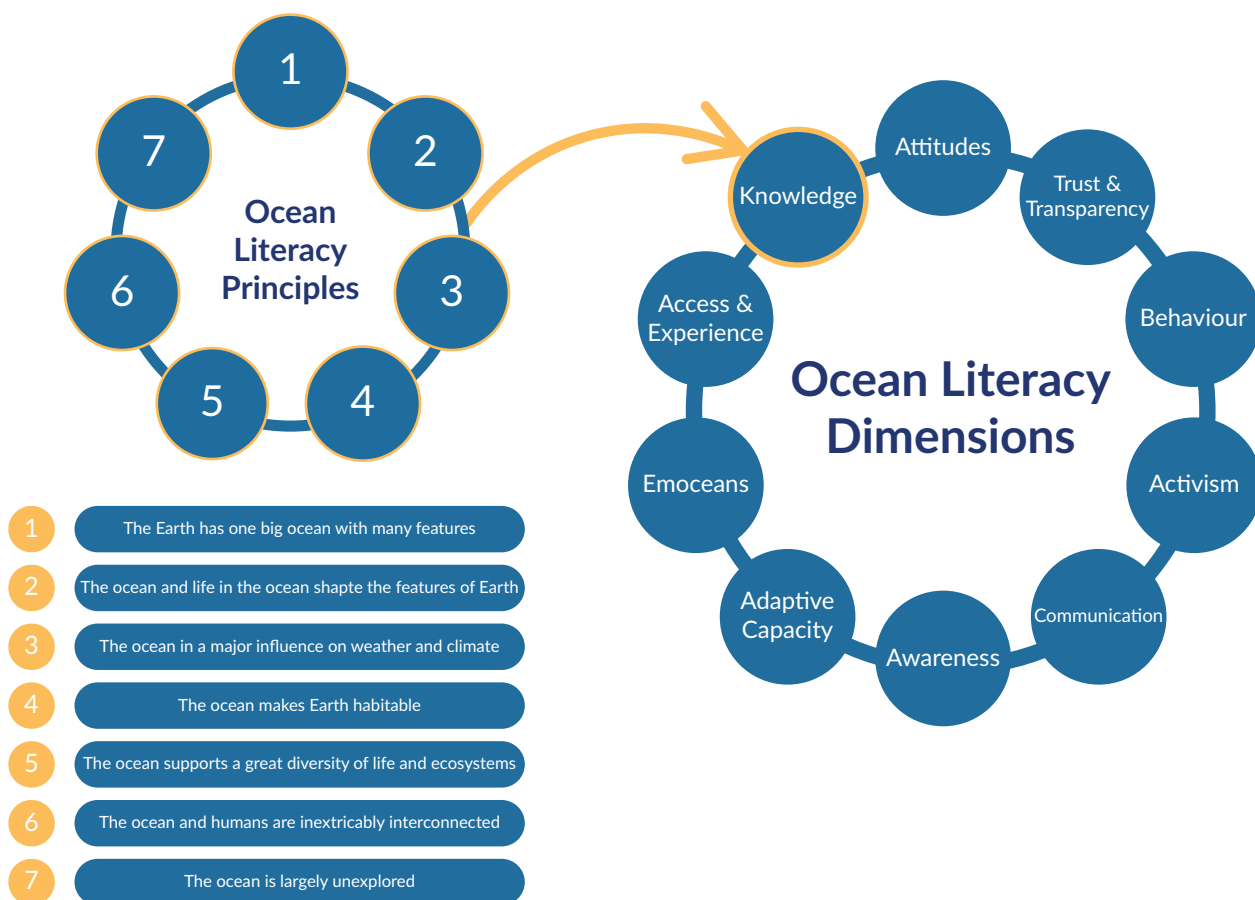 1
2
3
4
5
6
7
Ocean
Literacy
Principles
1
The Earth has one big ocean with many features
2
The ocean and life in the ocean shapte the features of Earth
3
The ocean in a major influence on weather and climate
4
The ocean makes Earth habitable
5
The ocean supports a great diversity of life and ecosystems
6
The ocean and humans are inextricably interconnected
7
The ocean is largely unexplored
Knowledge
Attitudes
Trust &
Transparency
Behaviour
Activism
Communication
Awareness
Adaptive
Capacity
Emoceans
Access &
Experience
Ocean Literacy
Dimensions